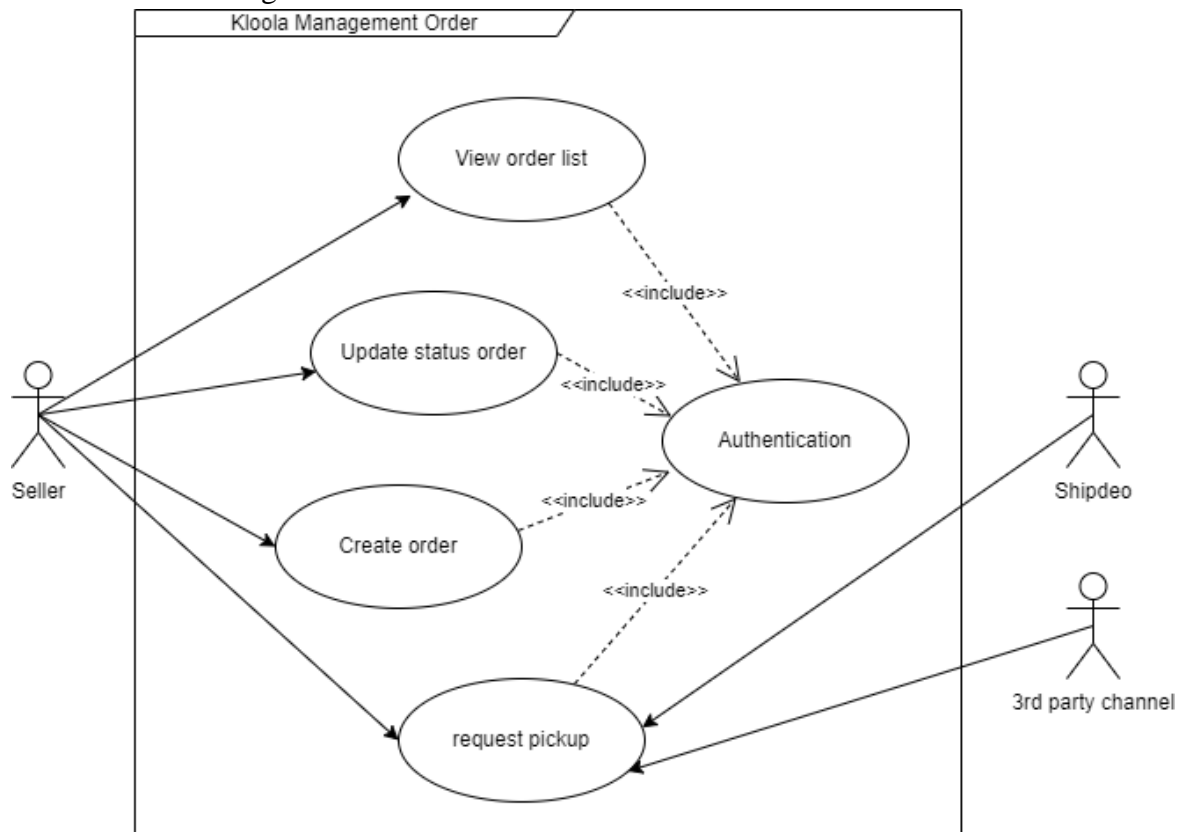 Kloola Management Order
View order list
<<include>>
Update status order
<<include>>
Authentication
Seller
Shipdeo
<<include>>
Create order
<<include>>
3rd party channel
request pickup